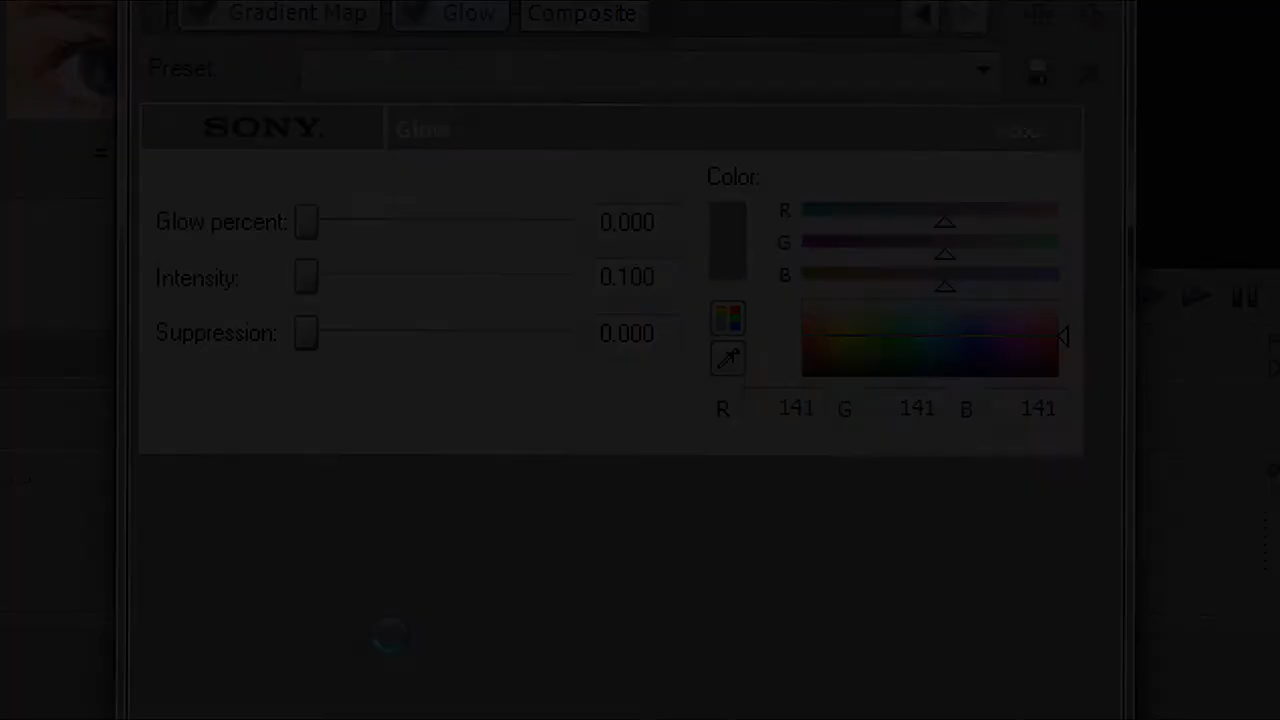 Gradient Map Glow Composite
Preset:
SONY. Glow
Color:
Glow percent: 0.000 R
Intensity: 0.100 G
B
Suppression: 0.000
R 141 G 141 B 141